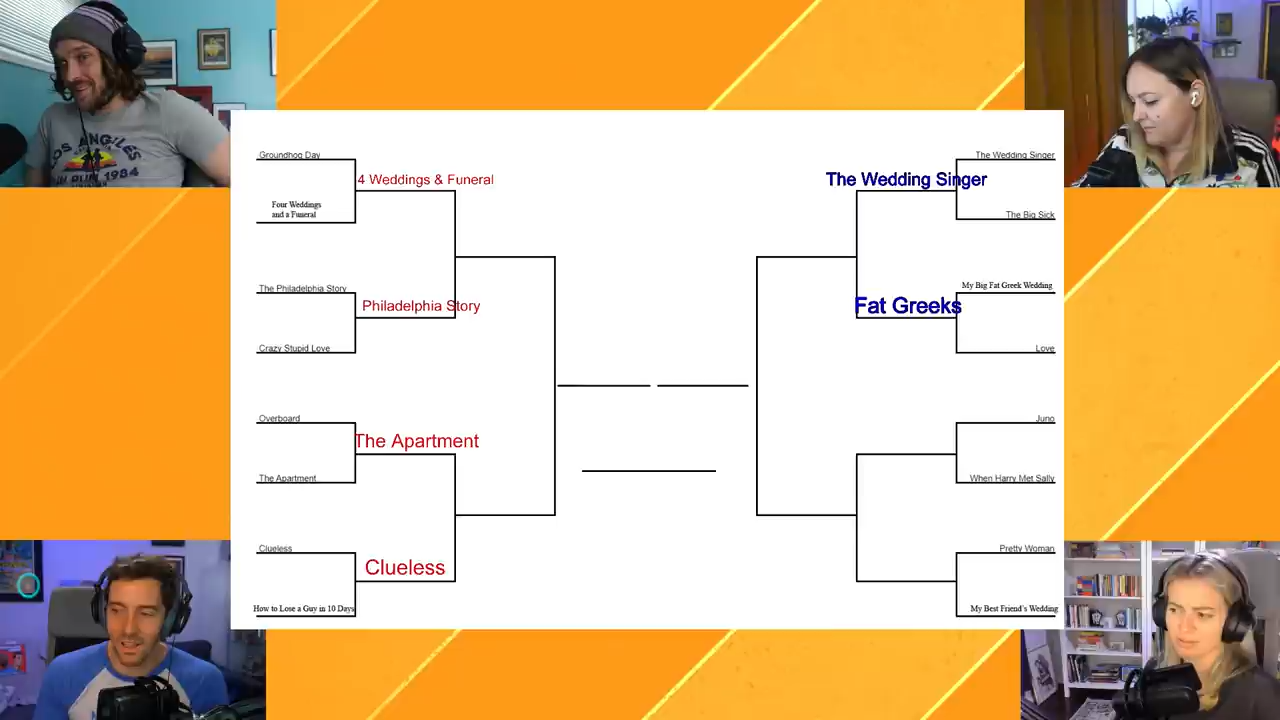 LOS ANGELES
RUN 1984
Groundhog Day
4 Weddings & Funeral
Four Weddings
and a Funeral
The Philadelphia Story
Philadelphia Story
Crazy Stupid Love
Overboard
The Apartment
The Apartment
Clueless
Clueless
How to Lose a Guy in 10 Days
The Wedding Singer
The Wedding Singer
The Big Sick
My Big Fat Greek Wedding
Fat Greeks
Love
Juno
When Harry Met Sally
Pretty Woman
My Best Friend's Wedding